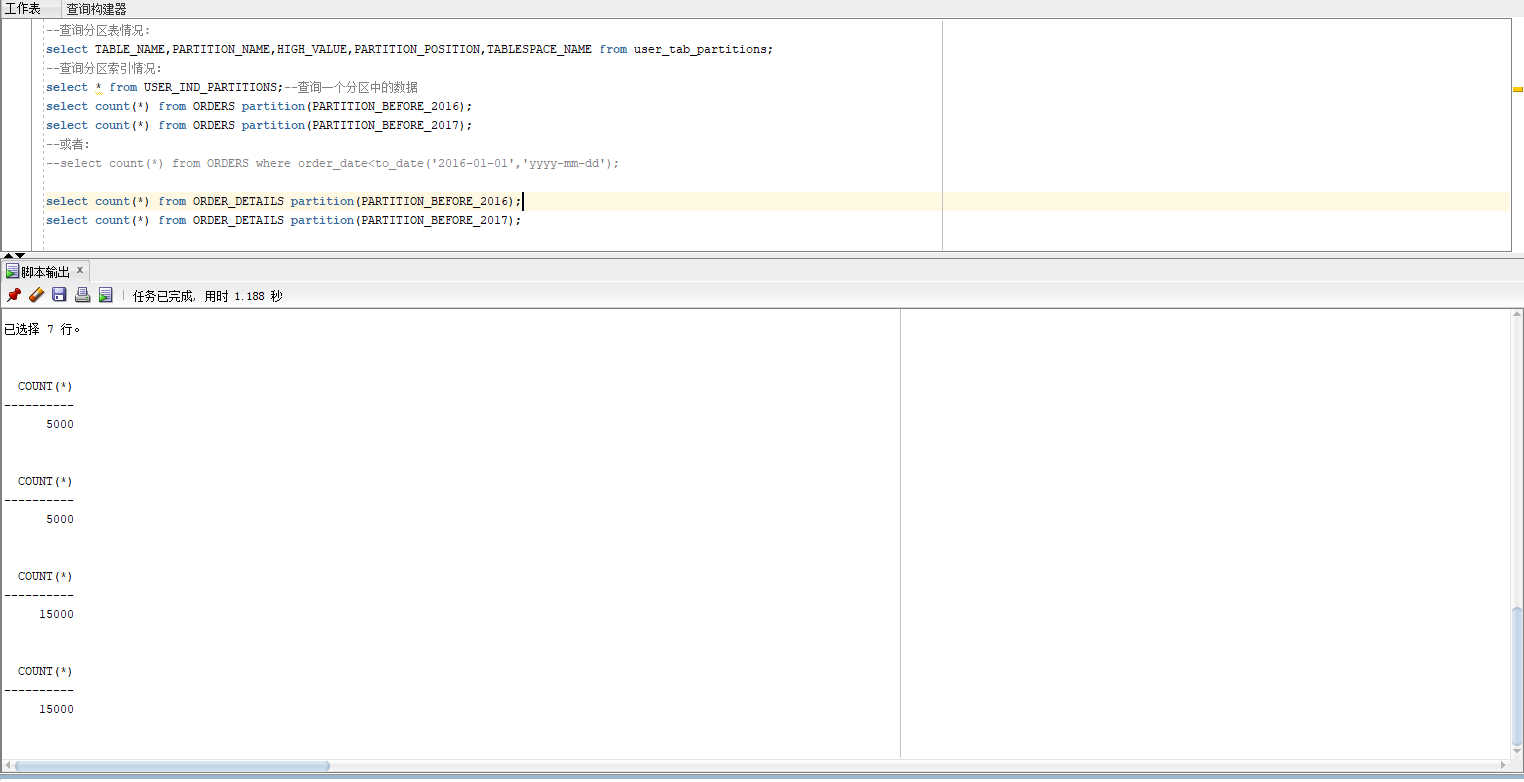 工作表 查询构建器
--查询分区表情况:
select TABLE_NAME,PARTITION_NAME,HIGH_VALUE,PARTITION_POSITION,TABLESPACE_NAME from user_tab_partitions;
--查询分区索引情况:
select * from USER_IND_PARTITIONS;--查询一个分区中的数据
select count(*) from ORDERS partition(PARTITION_BEFORE_2016);
select count(*) from ORDERS partition(PARTITION_BEFORE_2017);
--或者:
--select count(*) from ORDERS where order_date<to_date('2016-01-01','yyyy-mm-dd');
select count(*) from ORDER_DETAILS partition(PARTITION_BEFORE_2016);
select count(*) from ORDER_DETAILS partition(PARTITION_BEFORE_2017);
脚本输出 x
任务已完成, 用时 1.188 秒
已选择 7 行。
COUNT(*)
----------
5000
COUNT(*)
----------
5000
COUNT(*)
----------
15000
COUNT(*)
----------
15000